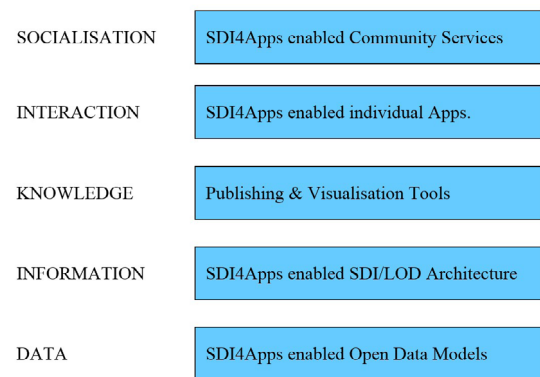 SOCIALISATION SDI4Apps enabled Community Services
INTERACTION SDI4Apps enabled individual Apps.
KNOWLEDGE Publishing & Visualisation Tools
INFORMATION SDI4Apps enabled SDI/LOD Architecture
DATA SDI4Apps enabled Open Data Models